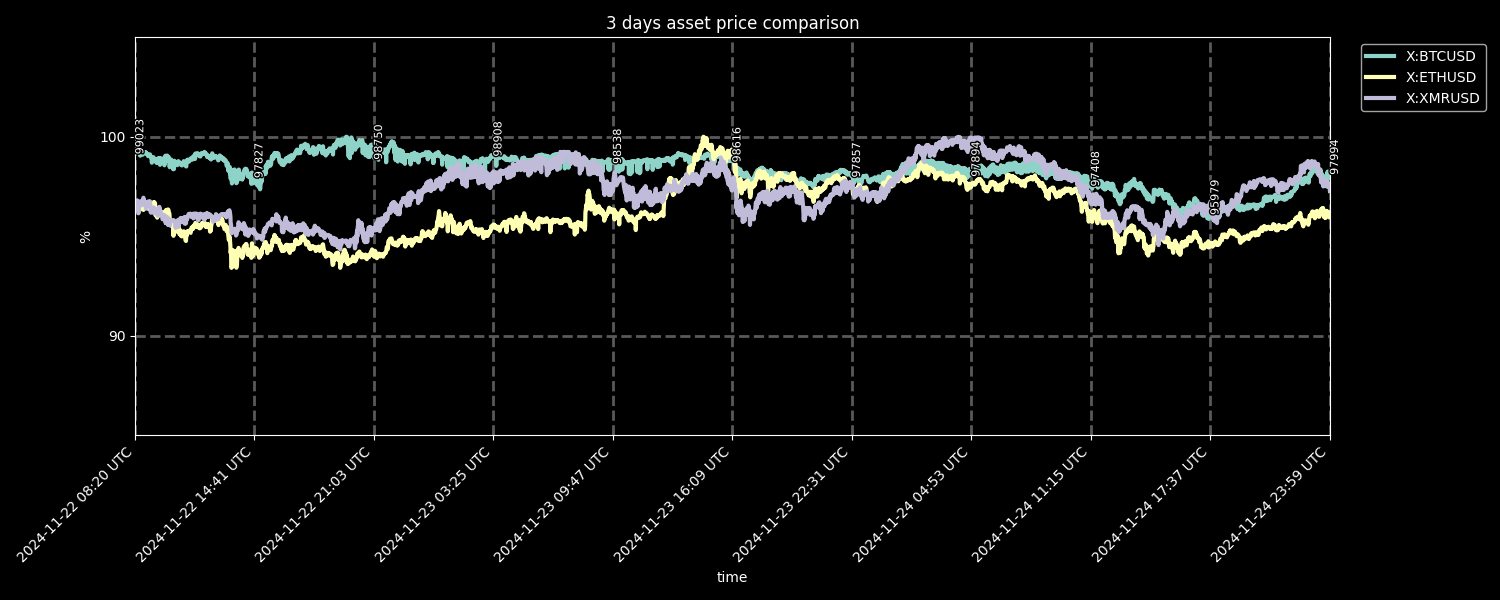 3 days asset price comparison
X:BTCUSD
X:ETHUSD
X:XMRUSD
100
90
%
97827
98750
98908
98538
98616
97857
97894
97408
95979
97994
2024-11-22 08:20 UTC
2024-11-22 14:41 UTC
2024-11-22 21:03 UTC
2024-11-23 03:25 UTC
2024-11-23 09:47 UTC
2024-11-23 16:09 UTC
2024-11-23 22:31 UTC
2024-11-24 04:53 UTC
2024-11-24 11:15 UTC
2024-11-24 17:37 UTC
2024-11-24 23:59 UTC
time